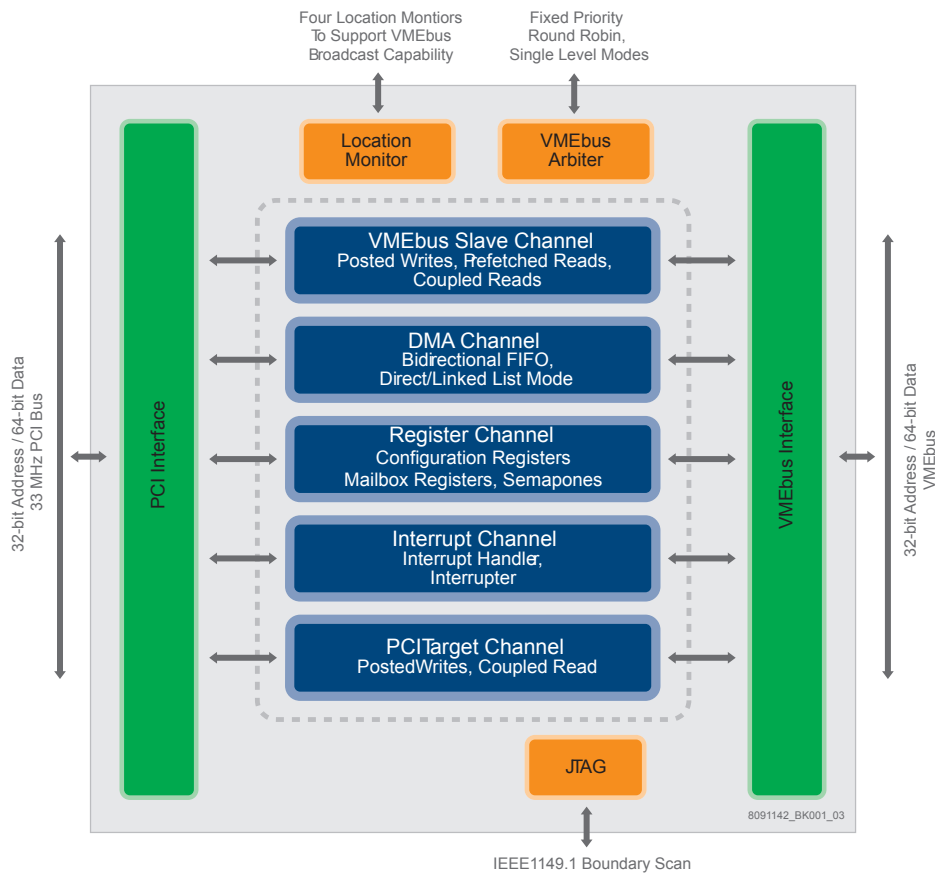 Four Location Montiors
To Support VMEbus
Broadcast Capability
Fixed Priority
Round Robin,
Single Level Modes
Location
Monitor
VMEbus
Arbiter
32-bit Address / 64-bit Data
33 MHz PCI Bus
PCI Interface
VMEbus Slave Channel
Posted Writes, Prefetched Reads,
Coupled Reads
DMA Channel
Bidirectional FIFO,
Direct/Linked List Mode
Register Channel
Configuration Registers
Mailbox Registers, Semapones
Interrupt Channel
Interrupt Handler,
Interrupter
PCITarget Channel
PostedWrites, Coupled Read
VMEbus Interface
32-bit Address / 64-bit Data
VMEbus
JTAG
8091142_BK001_03
IEEE1149.1 Boundary Scan